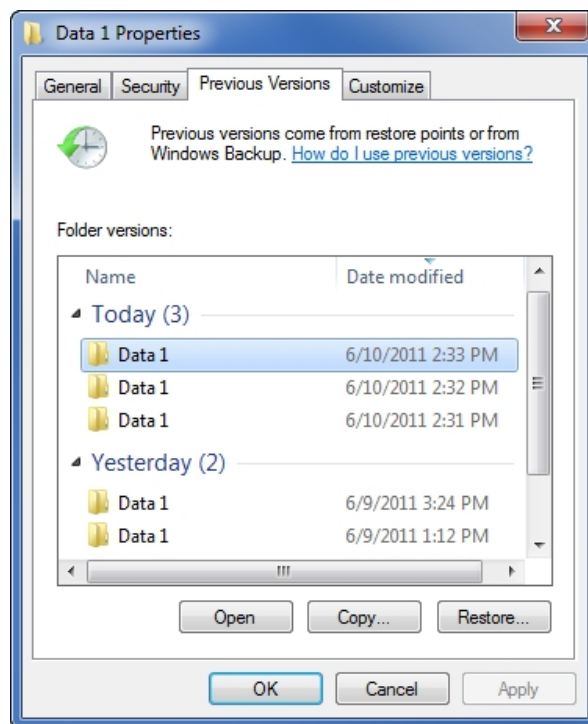 Data 1 Properties
General Security Previous Versions Customize
Previous versions come from restore points or from
Windows Backup. How do I use previous versions?
Folder versions:
Name Date modified
Today (3)
Data 1 6/10/2011 2:33 PM
Data 1 6/10/2011 2:32 PM
Data 1 6/10/2011 2:31 PM
Yesterday (2)
Data 1 6/9/2011 3:24 PM
Data 1 6/9/2011 1:12 PM
Open Copy... Restore...
OK Cancel Apply